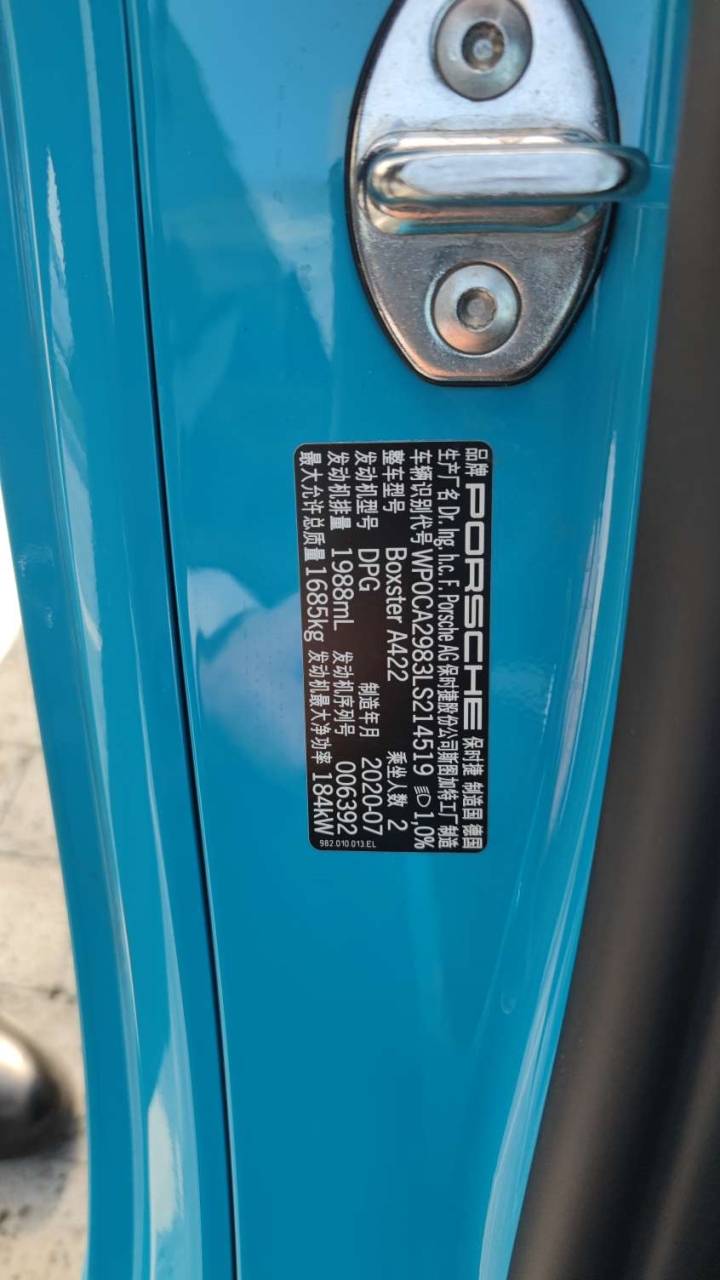 品牌 PORSCHE 保时捷 制造国 德国
生产厂名 Dr. Ing. h.c. F. Porsche AG 保时捷股份公司斯图加特工厂制造
车辆识别代号 WP0CA2983LS214519 1,0%
整车型号 Boxster A422 乘坐人数 2
发动机型号 DPG 制造年月 2020-07
发动机排量 1988mL 发动机序列号 006392
最大允许总质量 1685kg 发动机最大净功率 184kW
982.010.013.EL